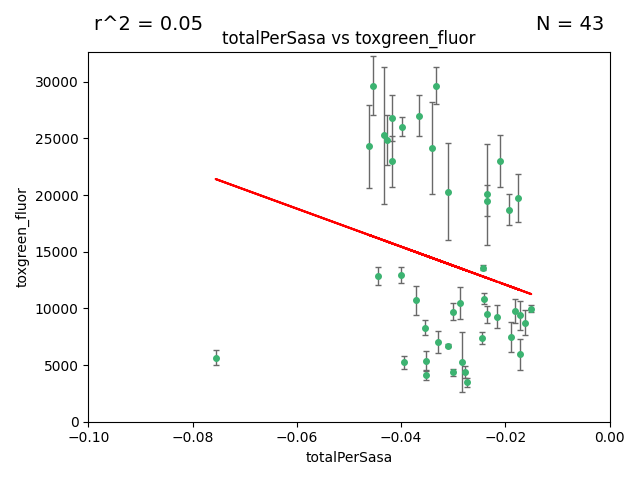 r^2 = 0.05
N = 43
totalPerSasa vs toxgreen_fluor
30000
25000
20000
15000
10000
5000
0
toxgreen_fluor
−0.10
−0.08
−0.06
−0.04
−0.02
0.00
totalPerSasa